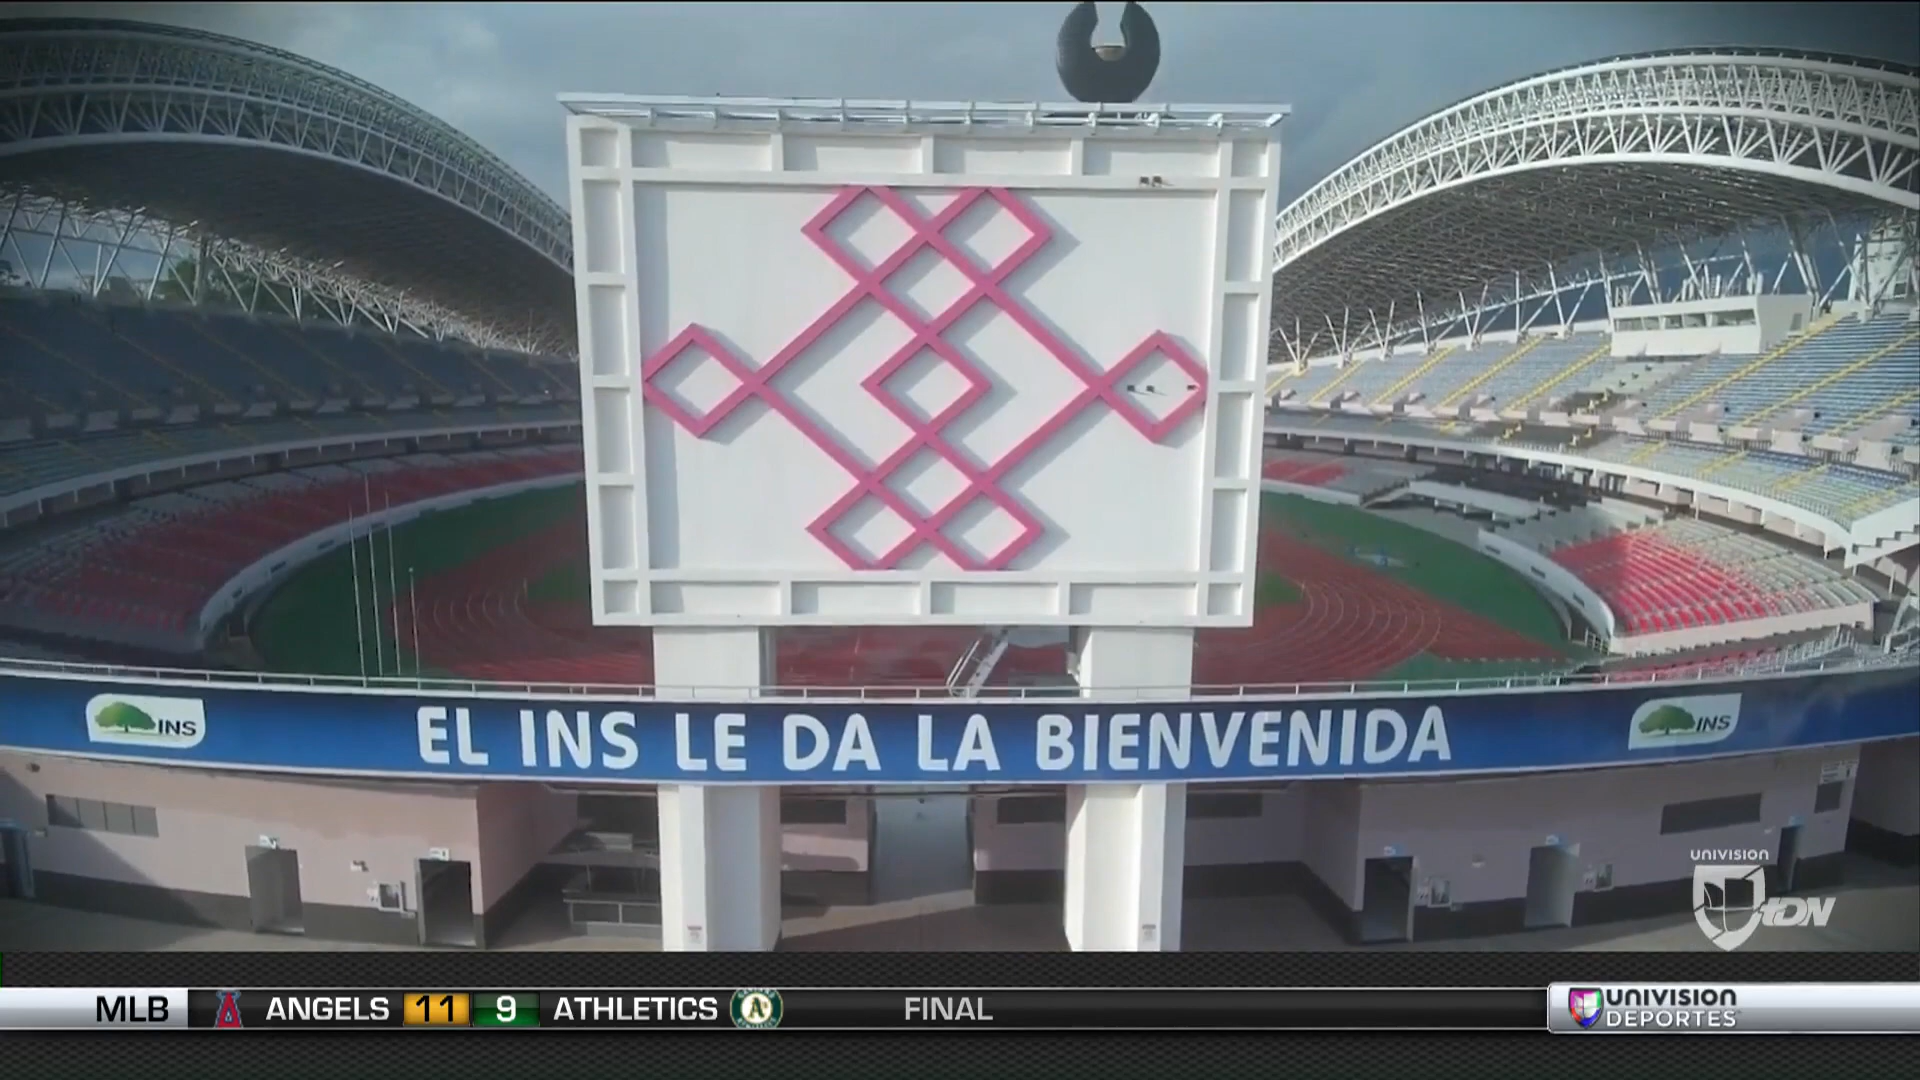 INS
EL INS LE DA LA BIENVENIDA
INS
UNIVISION
tDN
MLB A ANGELS 11 9 ATHLETICS A's FINAL
UNIVISION
DEPORTES